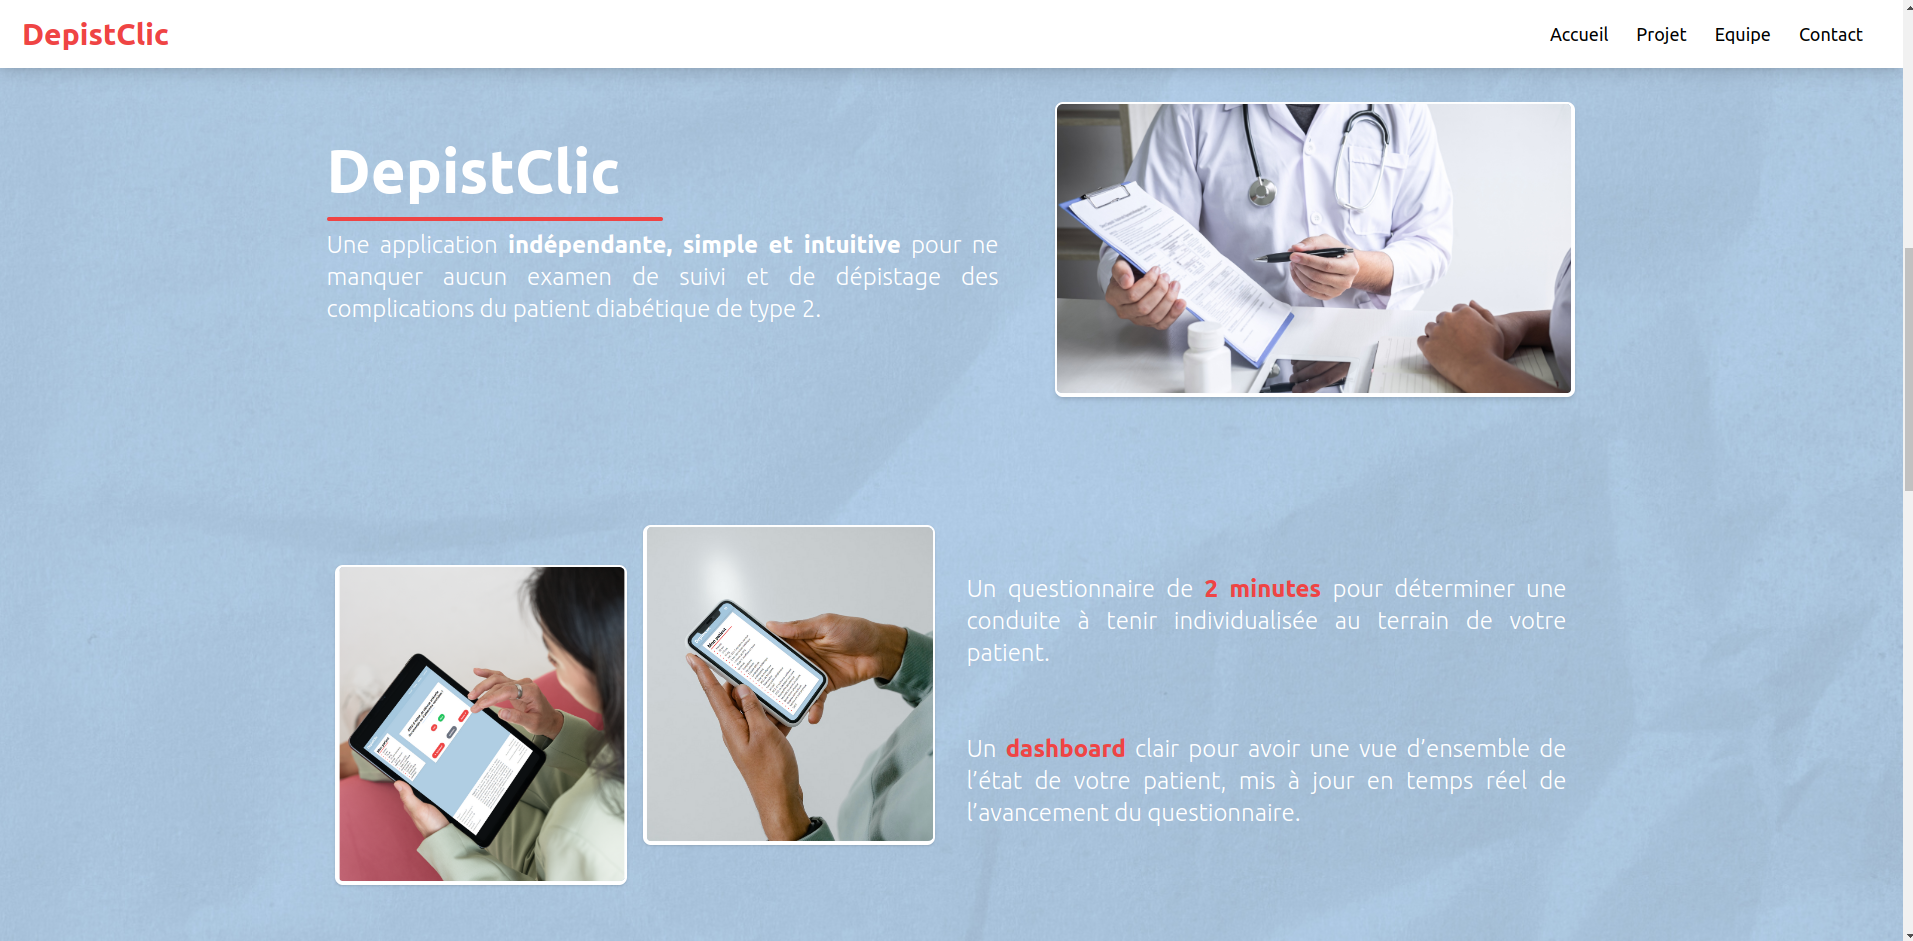 DepistClic
Accueil Projet Equipe Contact
DepistClic
Une application indépendante, simple et intuitive pour ne
manquer aucun examen de suivi et de dépistage des
complications du patient diabétique de type 2.
Un questionnaire de 2 minutes pour déterminer une
conduite à tenir individualisée au terrain de votre
patient.
Un dashboard clair pour avoir une vue d’ensemble de
l’état de votre patient, mis à jour en temps réel de
l’avancement du questionnaire.